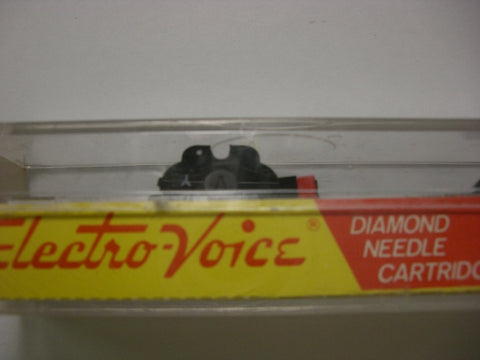 Electro-Voice®
DIAMOND
NEEDLE
CARTRIDG